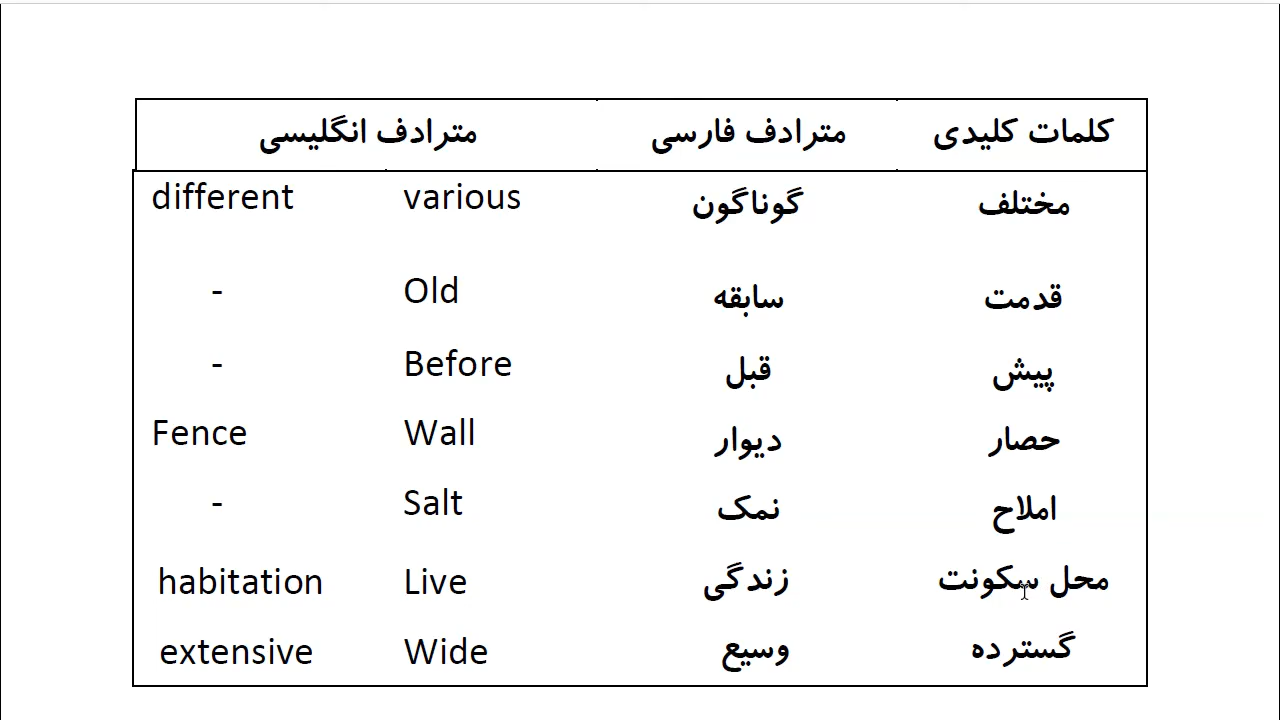 کلمات کلیدی مترادف فارسی مترادف انگلیسی
مختلف گوناگون various different
قدمت سابقه Old -
پیش قبل Before -
حصار دیوار Wall Fence
املاح نمک Salt -
محل سکونت زندگی Live habitation
گسترده وسیع Wide extensive